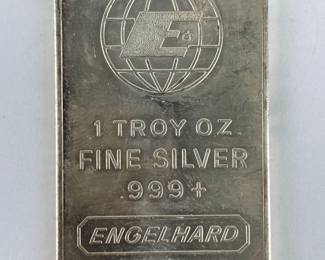 E
1 TROY OZ.
FINE SILVER
.999+
ENGELHARD